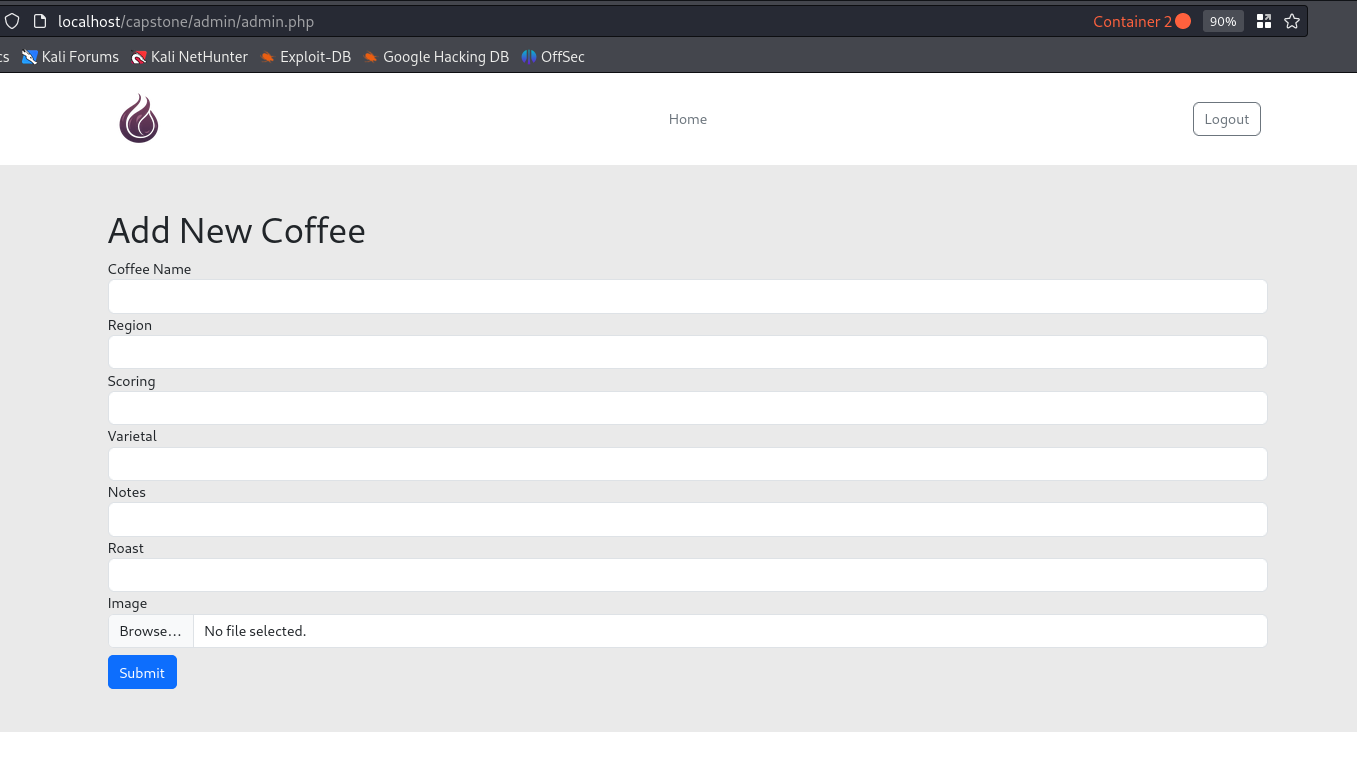 localhost/capstone/admin/admin.php Container 2 90%
cs Kali Forums Kali NetHunter Exploit-DB Google Hacking DB OffSec
Home Logout
Add New Coffee
Coffee Name
Region
Scoring
Varietal
Notes
Roast
Image
Browse... No file selected.
Submit